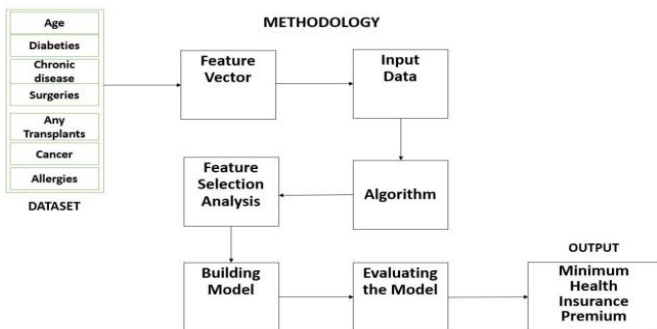 METHODOLOGY
Age
Diabeties
Chronic
disease
Surgeries
Any
Transplants
Cancer
Allergies
DATASET
Feature
Vector
Input
Data
Feature
Selection
Analysis
Algorithm
Building
Model
Evaluating
the Model
OUTPUT
Minimum
Health
Insurance
Premium